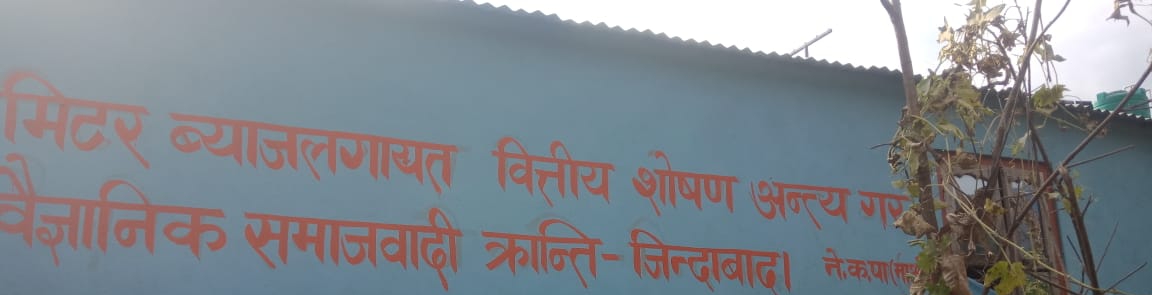 मिटर ब्याजलगायत वित्तीय शोषण अन्त्य गर
वैज्ञानिक समाजवादी क्रान्ति-जिन्दाबाद। ने.क.पा(मा